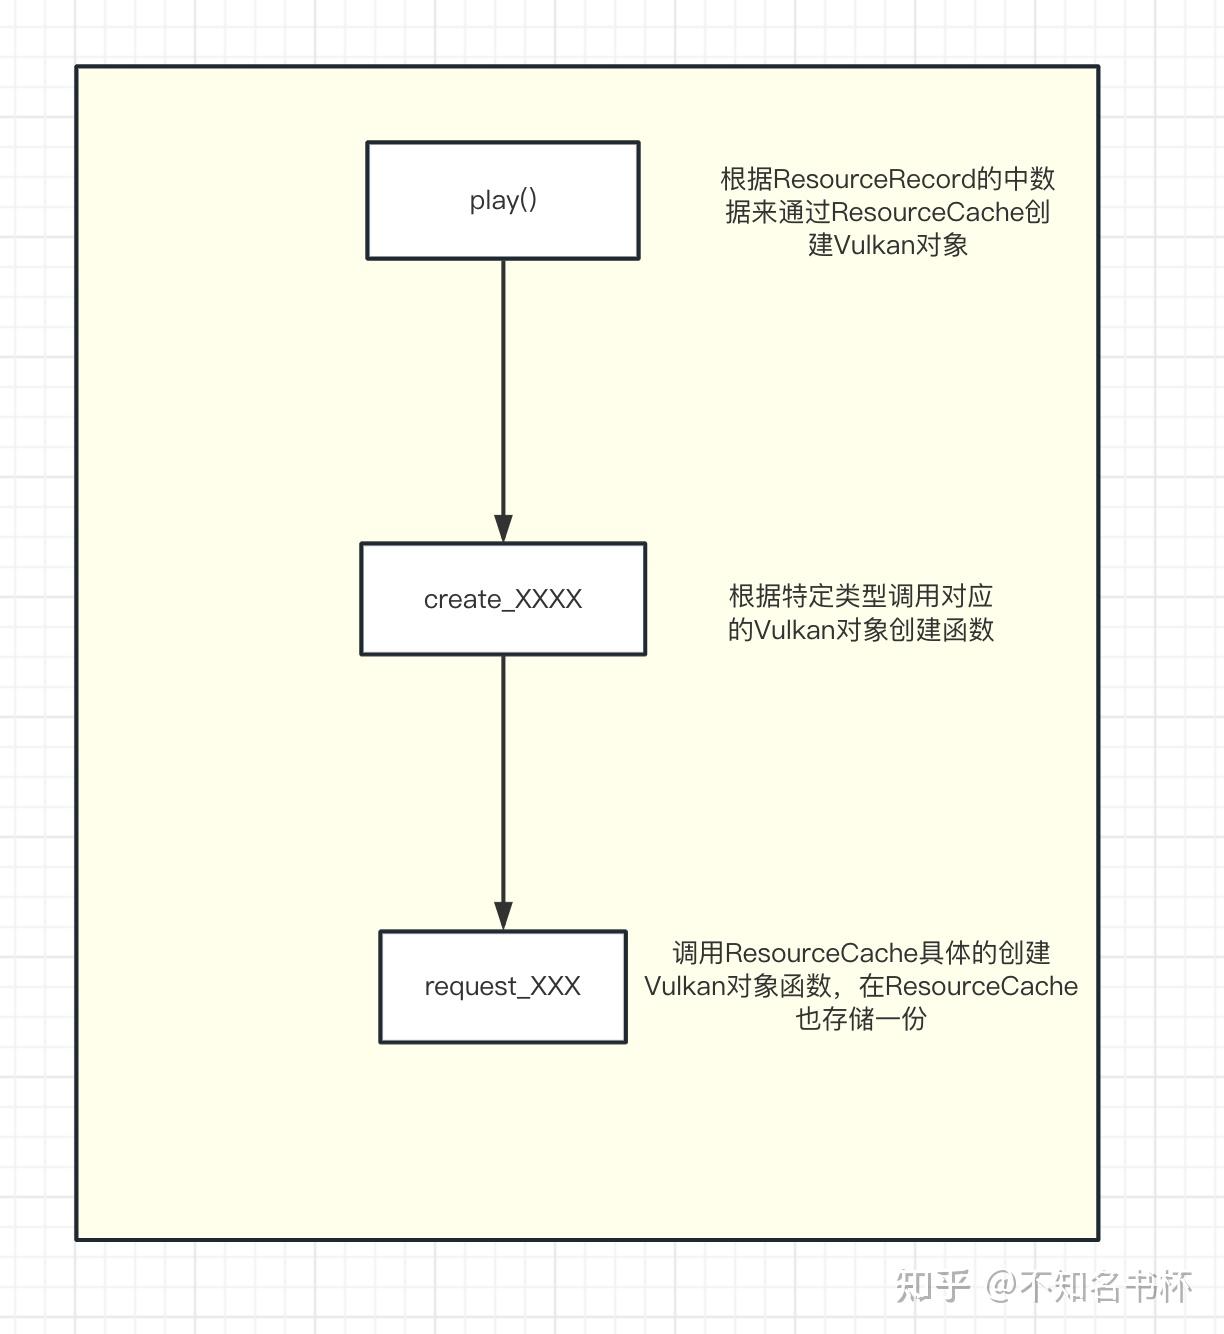 play()
根据ResourceRecord的中数
据来通过ResourceCache创
建Vulkan对象
create_XXXX
根据特定类型调用对应
的Vulkan对象创建函数
request_XXX
调用ResourceCache具体的创建
Vulkan对象函数，在ResourceCache
也存储一份
知乎 @不知名书杯